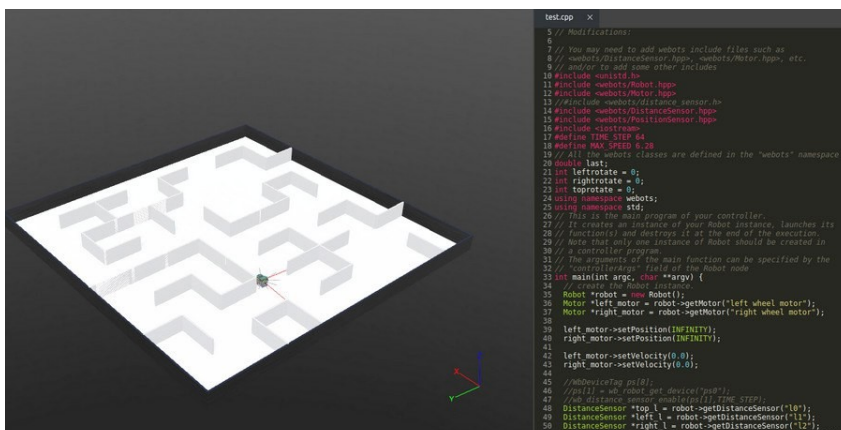 test.cpp ×
5 // Modifications:
6
7 // You may need to add webots include files such as
8 // <webots/DistanceSensor.hpp>, <webots/Motor.hpp>, etc.
9 // and/or to add some other includes
10 #include <unistd.h>
11 #include <webots/Robot.hpp>
12 #include <webots/Motor.hpp>
13 //#include <webots/distance_sensor.h>
14 #include <webots/DistanceSensor.hpp>
15 #include <webots/PositionSensor.hpp>
16 #include <iostream>
17 #define TIME_STEP 64
18 #define MAX_SPEED 6.28
19 // All the webots classes are defined in the "webots" namespace
20 double last;
21 int leftrotate = 0;
22 int rightrotate = 0;
23 int toprotate = 0;
24 using namespace webots;
25 using namespace std;
26 // This is the main program of your controller.
27 // It creates an instance of your Robot instance, launches its
28 // function(s) and destroys it at the end of the execution.
29 // Note that only one instance of Robot should be created in
30 // a controller program.
31 // The arguments of the main function can be specified by the
32 // "controllerArgs" field of the Robot node
33 int main(int argc, char **argv) {
34 // create the Robot instance.
35 Robot *robot = new Robot();
36 Motor *left_motor = robot->getMotor("left wheel motor");
37 Motor *right_motor = robot->getMotor("right wheel motor");
38
39 left_motor->setPosition(INFINITY);
40 right_motor->setPosition(INFINITY);
41
42 left_motor->setVelocity(0.0);
43 right_motor->setVelocity(0.0);
44
45 //WbDeviceTag ps[8];
46 //ps[1] = wb_robot_get_device("ps0");
47 //wb_distance_sensor_enable(ps[1],TIME_STEP);
48 DistanceSensor *top_l = robot->getDistanceSensor("l0");
49 DistanceSensor *left_l = robot->getDistanceSensor("l1");
50 DistanceSensor *right_l = robot->getDistanceSensor("l2");
X
Y